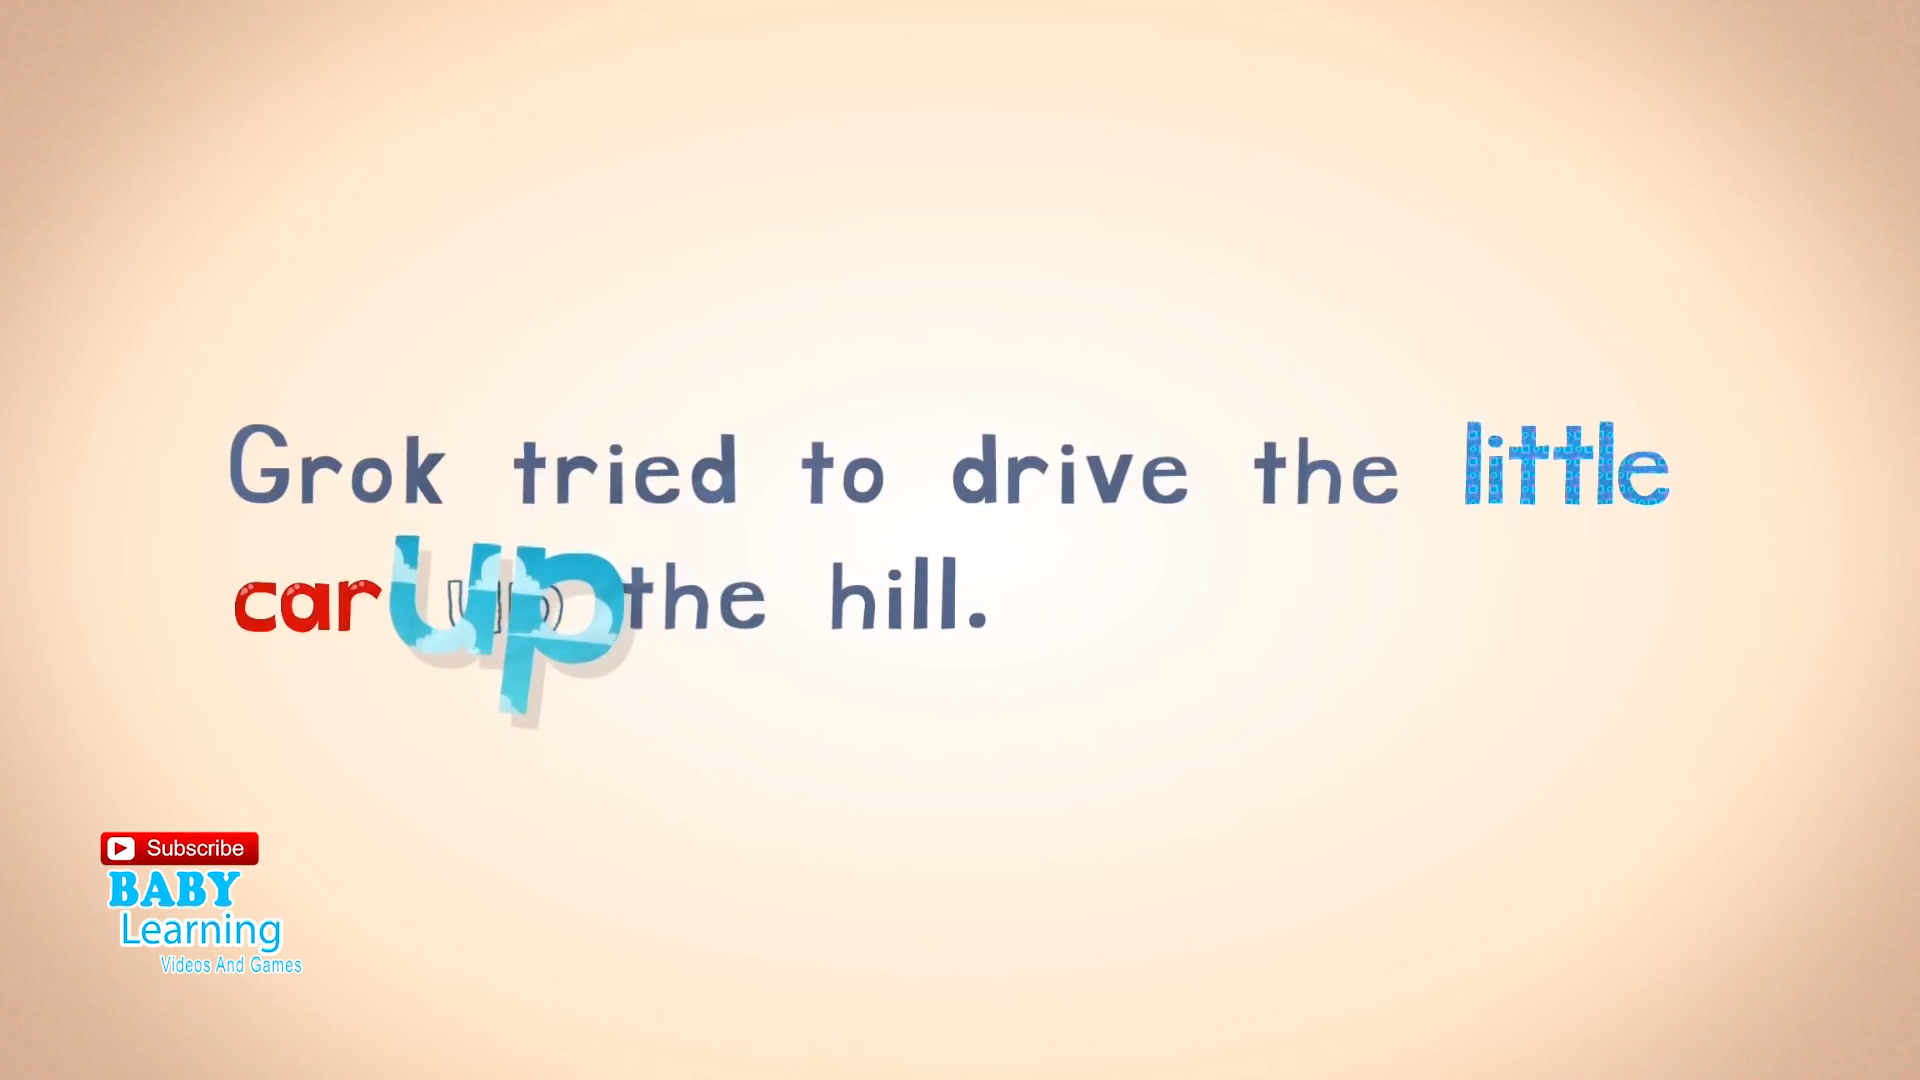 Grok tried to drive the little
car up the hill.
Subscribe
BABY
Learning
Videos And Games